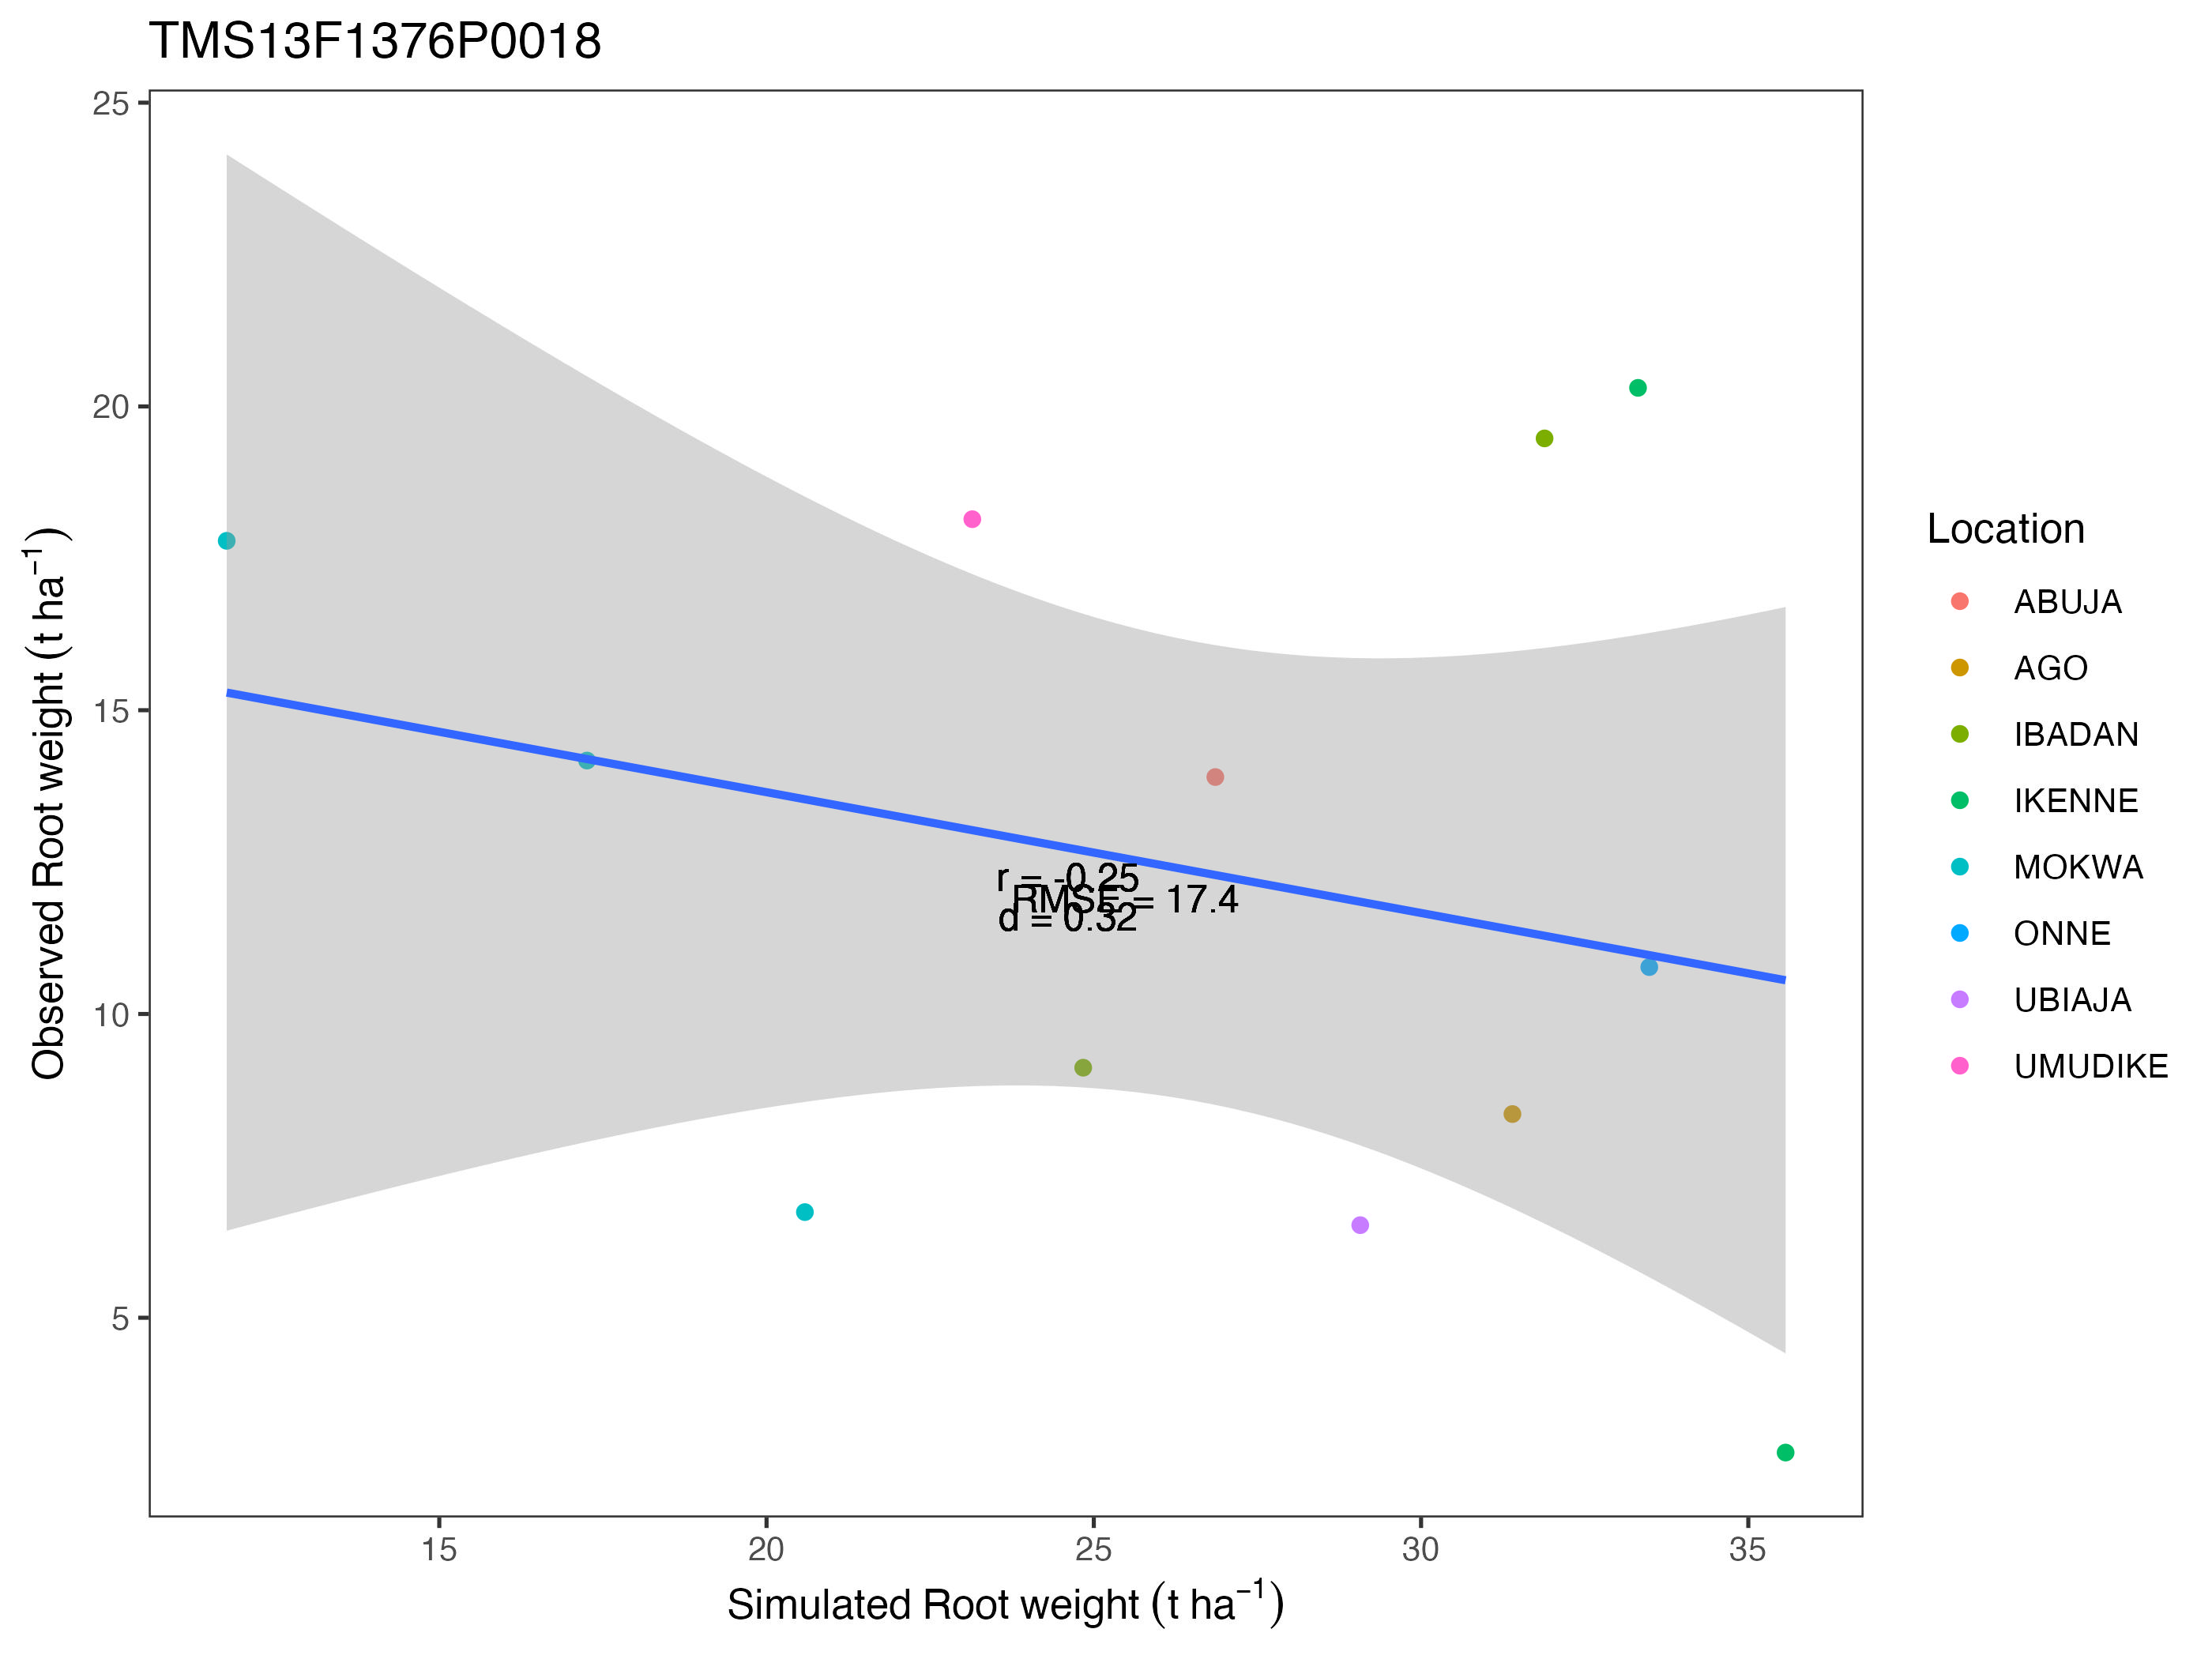 TMS13F1376P0018
25
20
15
10
5
Observed Root weight (t ha−1)
r = -0.25
RMSE = 17.4
d = 0.32
15
20
25
30
35
Simulated Root weight (t ha−1)
Location
ABUJA
AGO
IBADAN
IKENNE
MOKWA
ONNE
UBIAJA
UMUDIKE